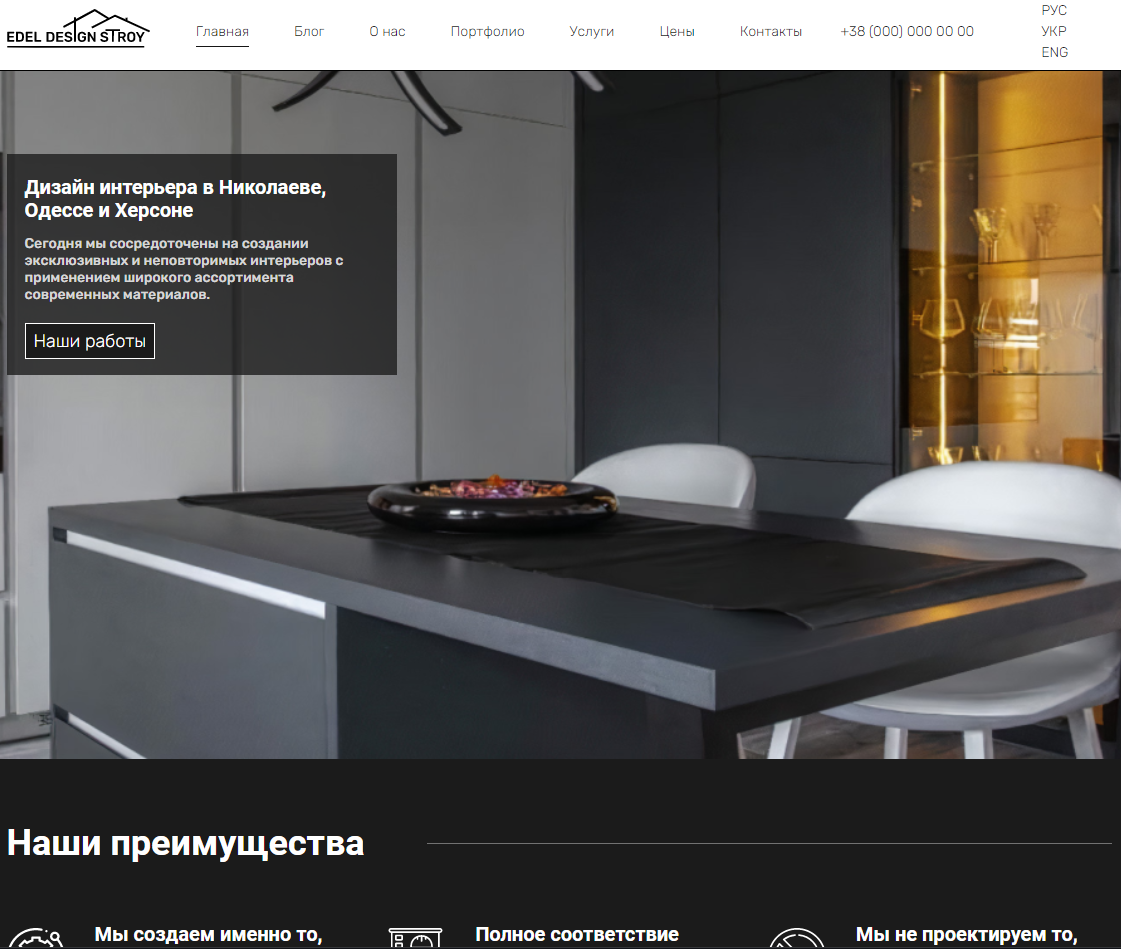 EDEL DESIGN STROY
Главная
Блог
О нас
Портфолио
Услуги
Цены
Контакты
+38 (000) 000 00 00
РУС
УКР
ENG
Дизайн интерьера в Николаеве,
Одессе и Херсоне
Сегодня мы сосредоточены на создании
эксклюзивных и неповторимых интерьеров с
применением широкого ассортимента
современных материалов.
Наши работы
Наши преимущества
Мы создаем именно то,
Полное соответствие
Мы не проектируем то,